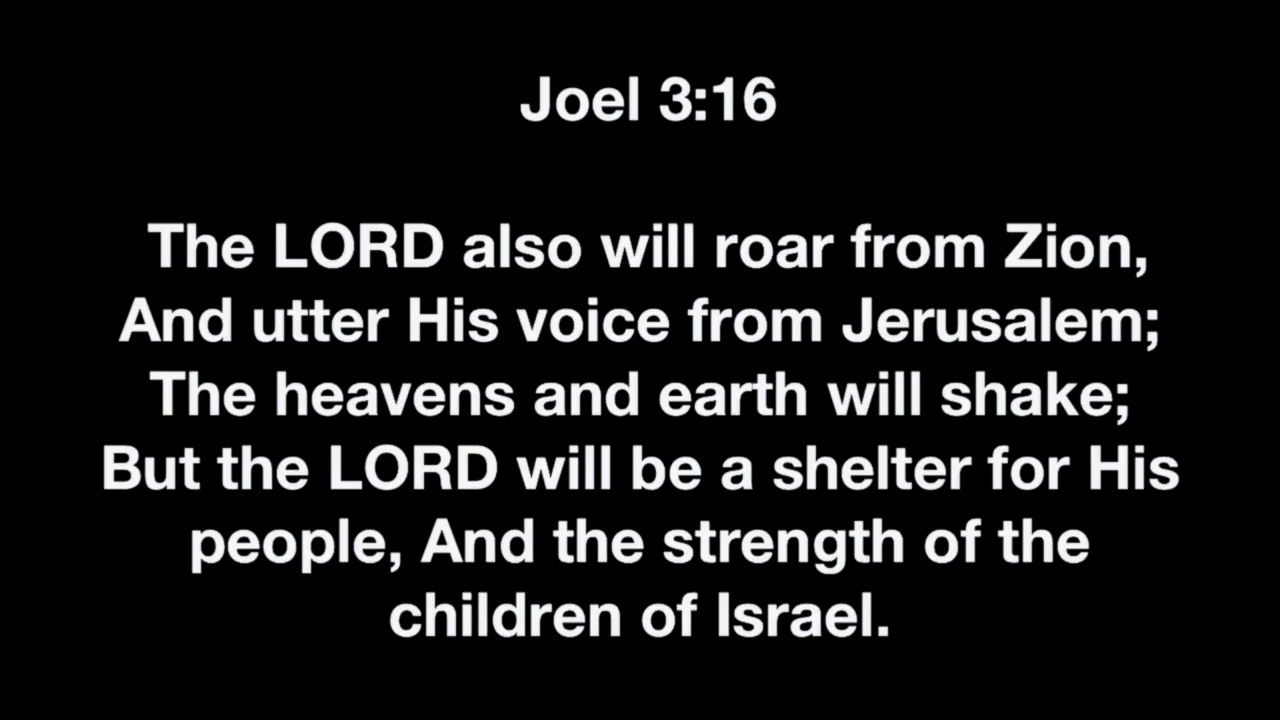 Joel 3:16
The LORD also will roar from Zion,
And utter His voice from Jerusalem;
The heavens and earth will shake;
But the LORD will be a shelter for His
people, And the strength of the
children of Israel.